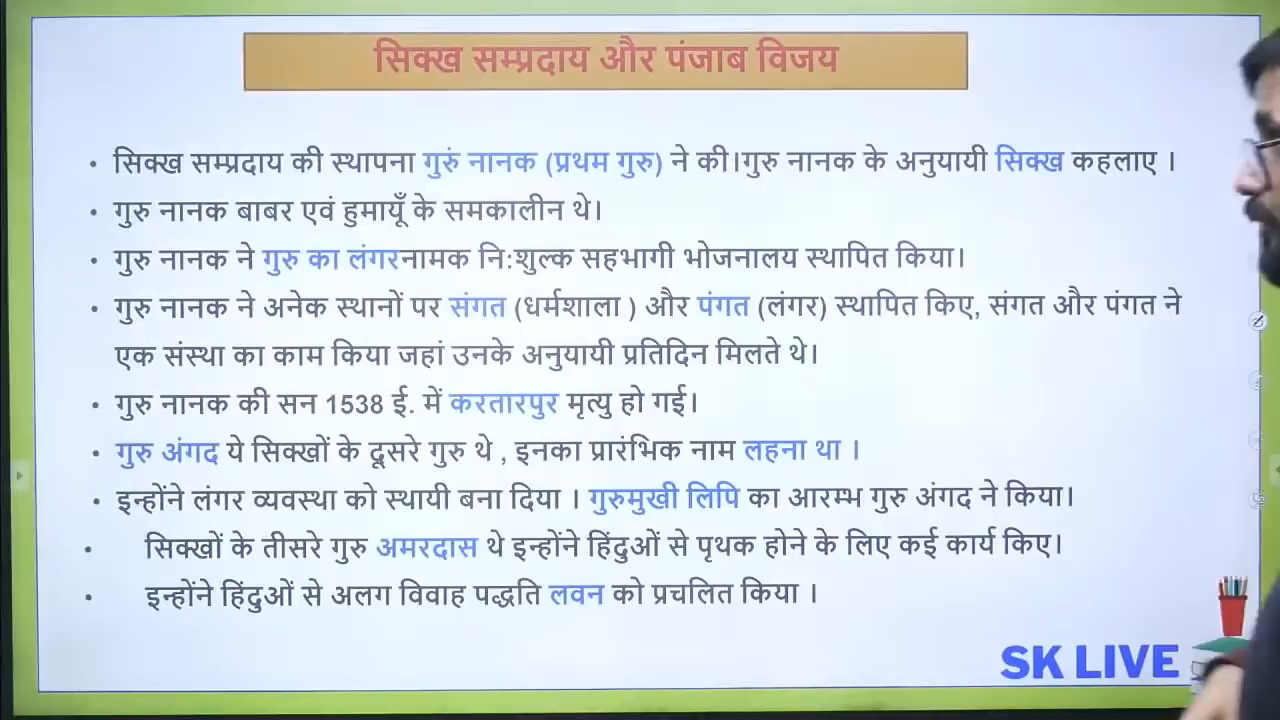 सिक्ख सम्प्रदाय और पंजाब विजय
• सिक्ख सम्प्रदाय की स्थापना गुरुं नानक (प्रथम गुरु) ने की।गुरु नानक के अनुयायी सिक्ख कहलाए ।
• गुरु नानक बाबर एवं हुमायूँ के समकालीन थे।
• गुरु नानक ने गुरु का लंगरनामक नि:शुल्क सहभागी भोजनालय स्थापित किया।
• गुरु नानक ने अनेक स्थानों पर संगत (धर्मशाला ) और पंगत (लंगर) स्थापित किए, संगत और पंगत ने
एक संस्था का काम किया जहां उनके अनुयायी प्रतिदिन मिलते थे।
• गुरु नानक की सन 1538 ई. में करतारपुर मृत्यु हो गई।
• गुरु अंगद ये सिक्खों के दूसरे गुरु थे , इनका प्रारंभिक नाम लहना था ।
• इन्होंने लंगर व्यवस्था को स्थायी बना दिया । गुरुमुखी लिपि का आरम्भ गुरु अंगद ने किया।
• सिक्खों के तीसरे गुरु अमरदास थे इन्होंने हिंदुओं से पृथक होने के लिए कई कार्य किए।
• इन्होंने हिंदुओं से अलग विवाह पद्धति लवन को प्रचलित किया ।
SK LIVE